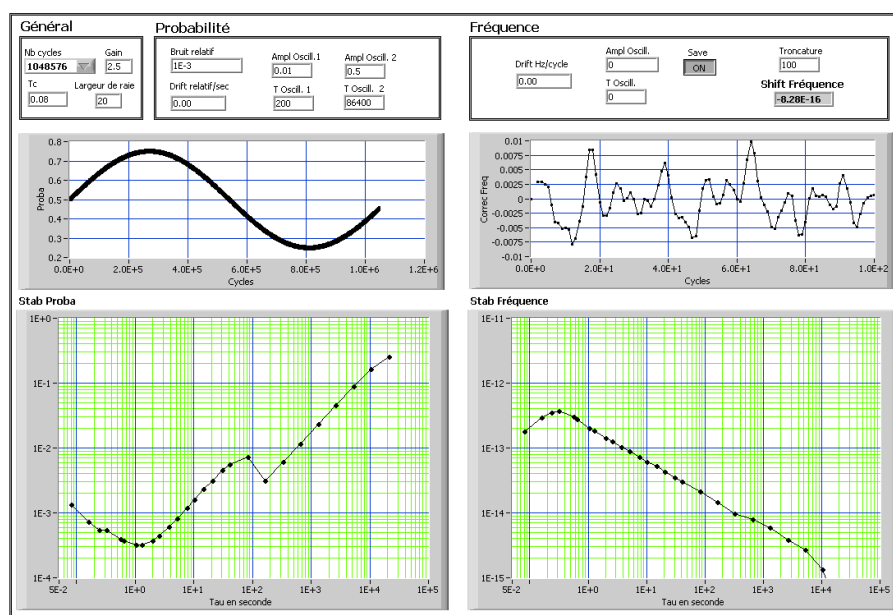 Général
Nb cycles
Gain
1048576
2.5
Tc
Largeur de raie
0.08
20
Probabilité
Bruit relatif
Ampl Oscill.1
Ampl Oscill. 2
1E-3
0.01
0.5
Drift relatif/sec
T Oscill. 1
T Oscill. 2
0.00
200
86400
Fréquence
Drift Hz/cycle
Ampl Oscill.
Save
Troncature
0.00
0
ON
100
T Oscill.
Shift Fréquence
0
-8.28E-16
0.8
0.7
0.6
0.5
0.4
0.3
0.2
Proba
0.0E+0 2.0E+5 4.0E+5 6.0E+5 8.0E+5 1.0E+6 1.2E+6
Cycles
0.01
0.0075
0.005
0.0025
0
-0.0025
-0.005
-0.0075
-0.01
Correc Freq
0.0E+0 2.0E+1 4.0E+1 6.0E+1 8.0E+1 1.0E+2
Cycles
Stab Proba
1E+0
1E-1
1E-2
1E-3
1E-4
5E-2 1E+0 1E+1 1E+2 1E+3 1E+4 1E+5
Tau en seconde
Stab Fréquence
1E-11
1E-12
1E-13
1E-14
1E-15
5E-2 1E+0 1E+1 1E+2 1E+3 1E+4 1E+5
Tau en seconde